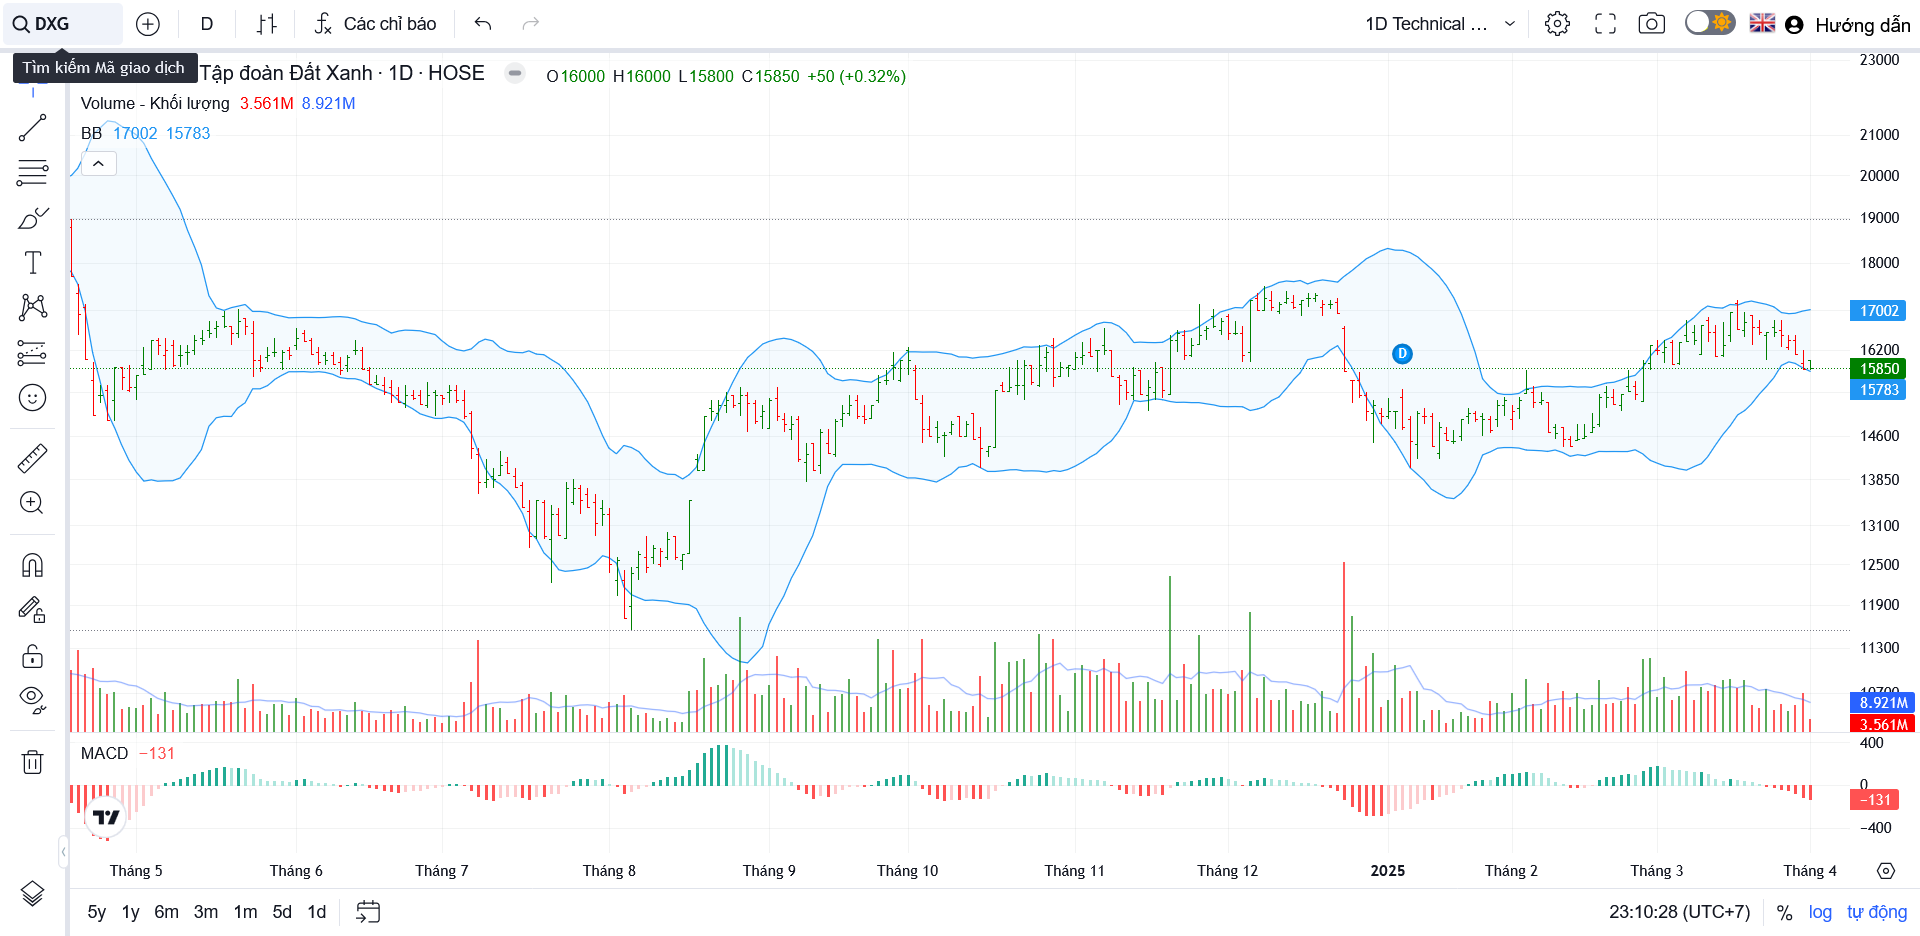 DXG
D
Các chỉ báo
1D Technical ...
Hướng dẫn
Tìm kiếm Mã giao dịch
Tập đoàn Đất Xanh · 1D · HOSE
O16000 H16000 L15800 C15850 +50 (+0.32%)
Volume - Khối lượng 3.561M 8.921M
BB 17002 15783
23000
21000
20000
19000
18000
17002
16200
15850
15783
14600
13850
13100
12500
11900
11300
10700
8.921M
3.561M
D
MACD −131
400
0
−131
−400
Tháng 5 Tháng 6 Tháng 7 Tháng 8 Tháng 9 Tháng 10 Tháng 11 Tháng 12 2025 Tháng 2 Tháng 3 Tháng 4
5y 1y 6m 3m 1m 5d 1d
23:10:28 (UTC+7) % log tự động